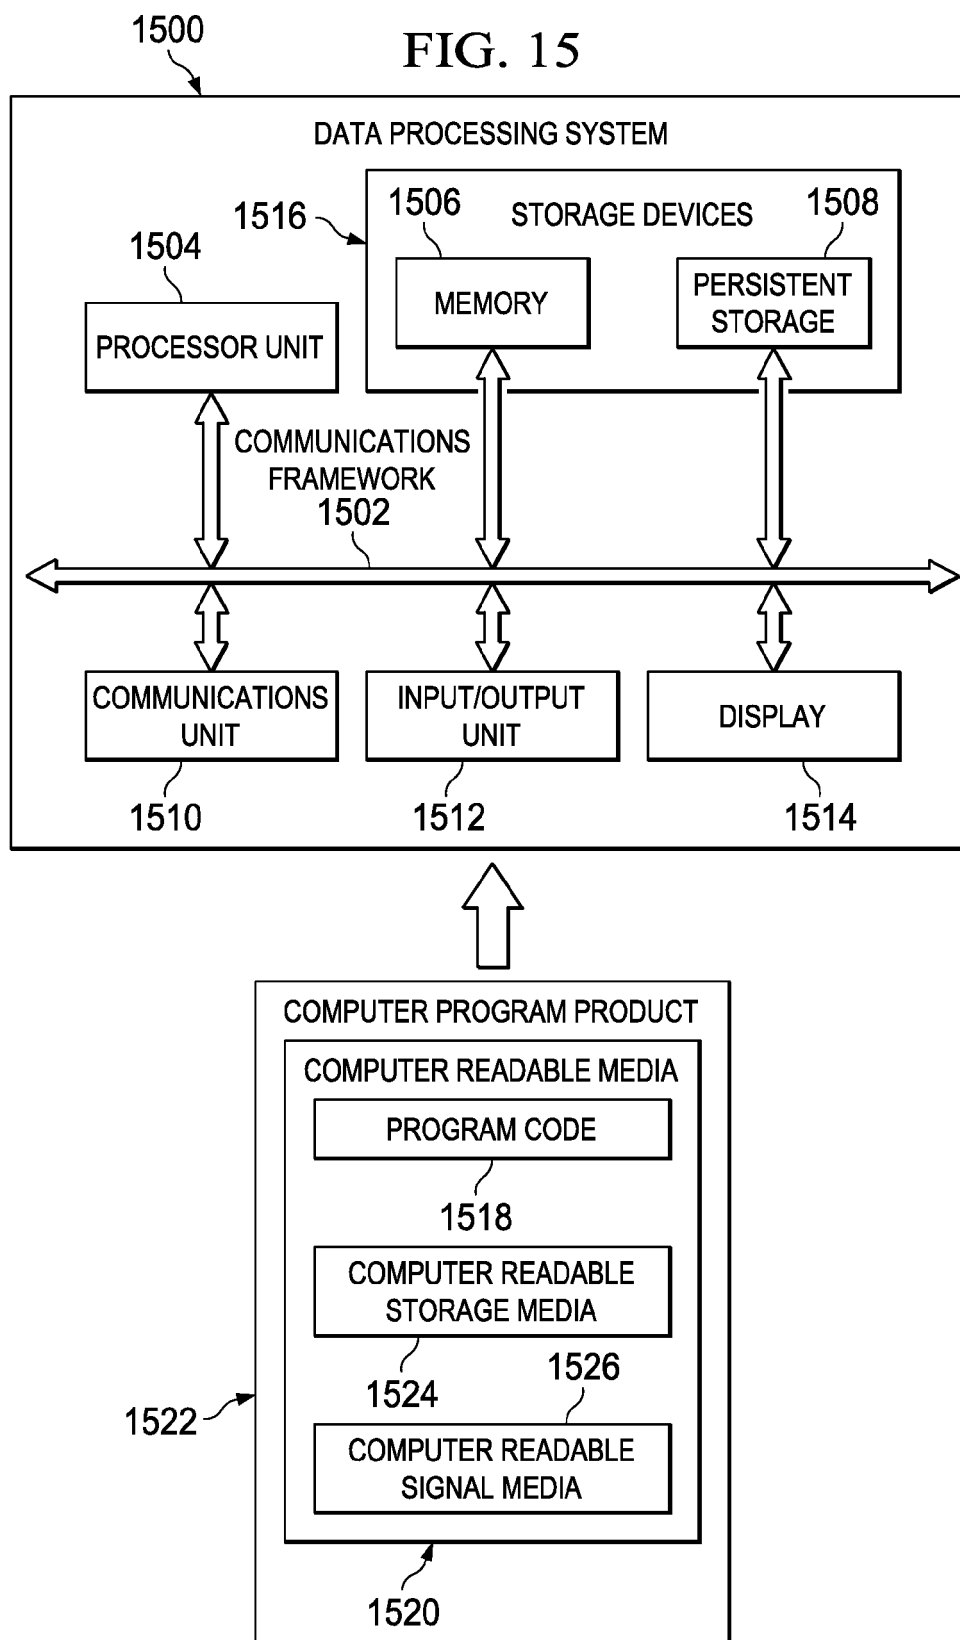 1500
FIG. 15
DATA PROCESSING SYSTEM
1516
1506
STORAGE DEVICES
1508
1504
MEMORY
PERSISTENT
STORAGE
PROCESSOR UNIT
COMMUNICATIONS
FRAMEWORK
1502
COMMUNICATIONS
UNIT
INPUT/OUTPUT
UNIT
DISPLAY
1510
1512
1514
COMPUTER PROGRAM PRODUCT
COMPUTER READABLE MEDIA
PROGRAM CODE
1518
COMPUTER READABLE
STORAGE MEDIA
1524
1526
1522
COMPUTER READABLE
SIGNAL MEDIA
1520